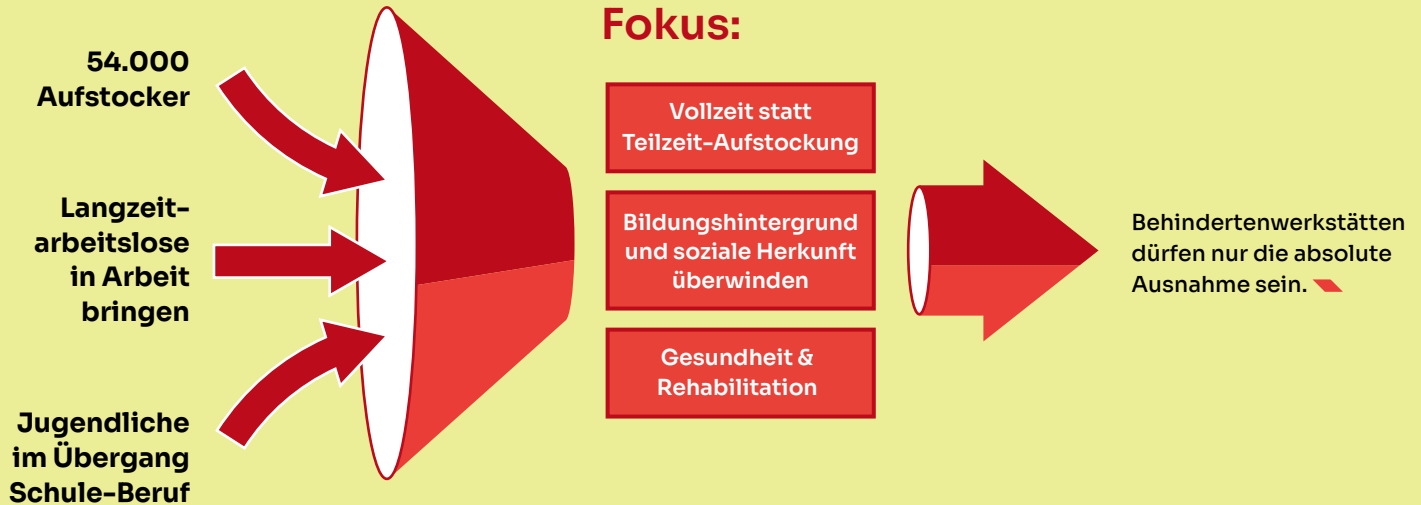 Fokus:
54.000
Aufstocker
Langzeit-
arbeitslose
in Arbeit
bringen
Jugendliche
im Übergang
Schule-Beruf
Vollzeit statt
Teilzeit-Aufstockung
Bildungshintergrund
und soziale Herkunft
überwinden
Gesundheit &
Rehabilitation
Behindertenwerkstätten
dürfen nur die absolute
Ausnahme sein.